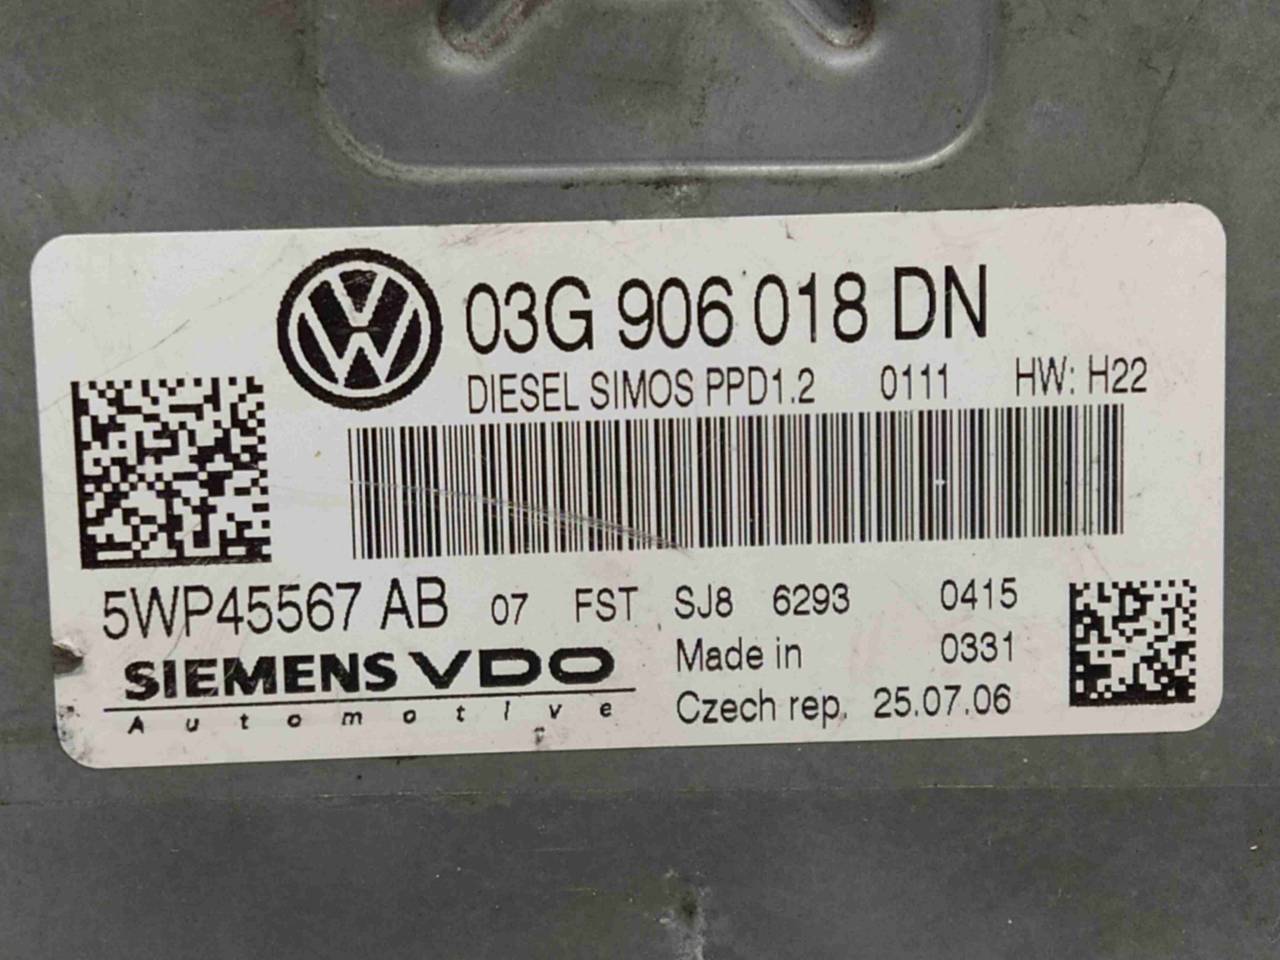 03G 906 018 DN
DIESEL SIMOS PPD1.2 0111 HW: H22
5WP45567 AB 07 FST SJ8 6293 0415
SIEMENS VDO Made in 0331
Automotive Czech rep. 25.07.06